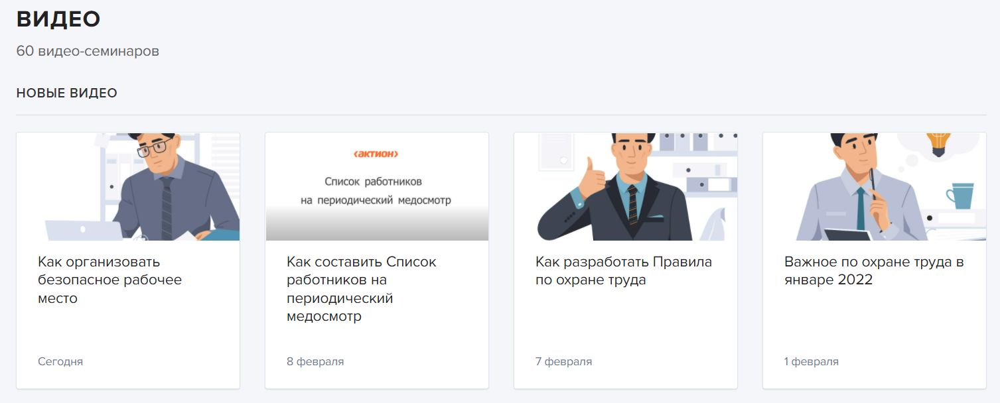 ВИДЕО
60 видео-семинаров
НОВЫЕ ВИДЕО
‹актион›
Список работников
на периодический медосмотр
Как организовать
безопасное рабочее
место
Сегодня
Как составить Список
работников на
периодический
медосмотр
8 февраля
Как разработать Правила
по охране труда
7 февраля
Важное по охране труда в
январе 2022
1 февраля